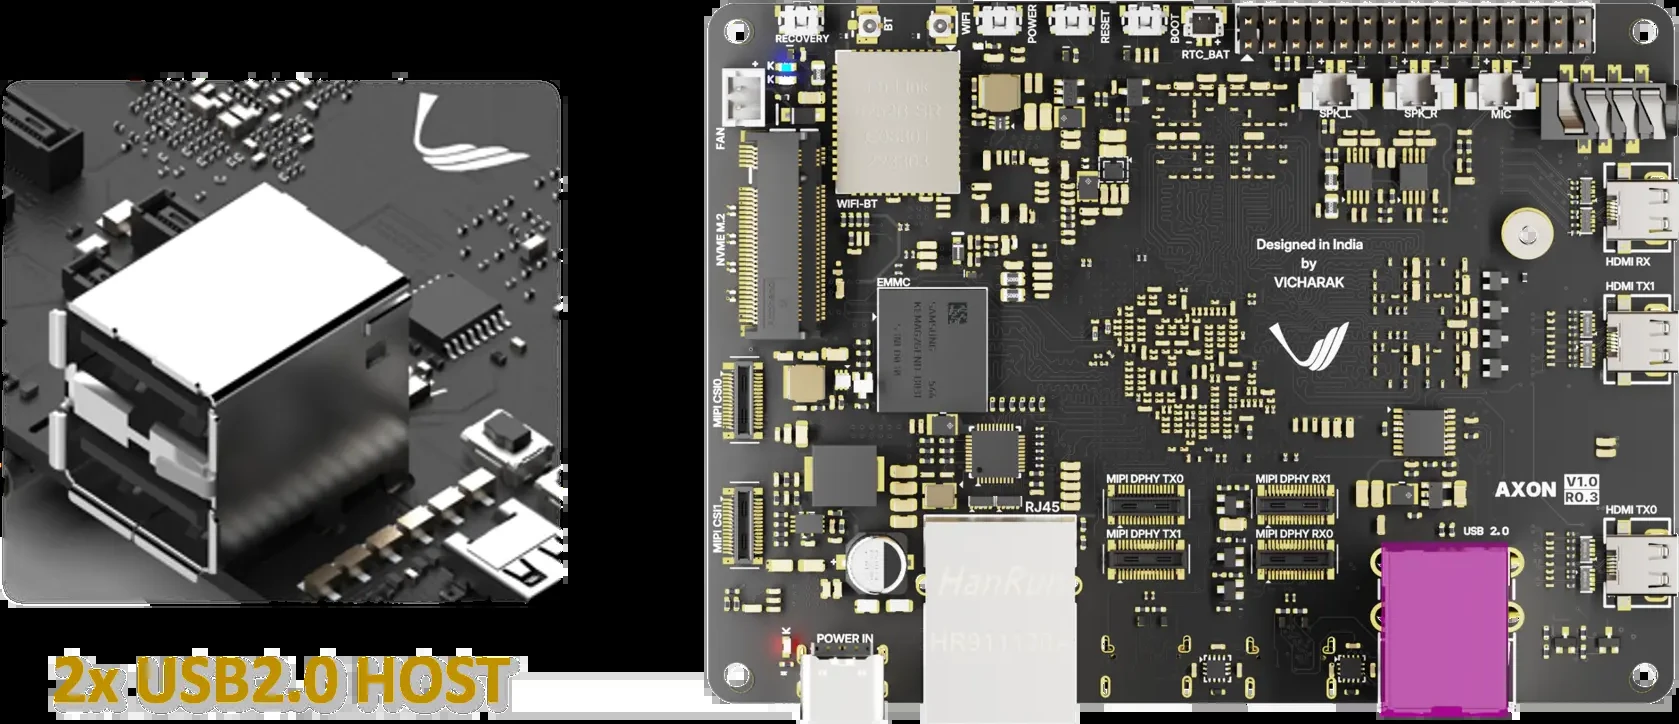 2x USB2.0 HOST
RECOVERY
BT
WIFI
POWER
RESET
BOOT
RTC_BAT
K
K
FAN
SPK_L
SPK_R
MIC
WIFI-BT
NVME M.2
Designed in India
by
VICHARAK
HDMI RX
EMMC
SAMSUNG
HDMI TX1
MIPI CSI0
MIPI CSI1
MIPI DPHY TX0
MIPI DPHY RX1
MIPI DPHY TX1
MIPI DPHY RX0
AXON
V1.0
R0.3
RJ45
USB 2.0
HDMI TX0
HanRun
K
POWER IN